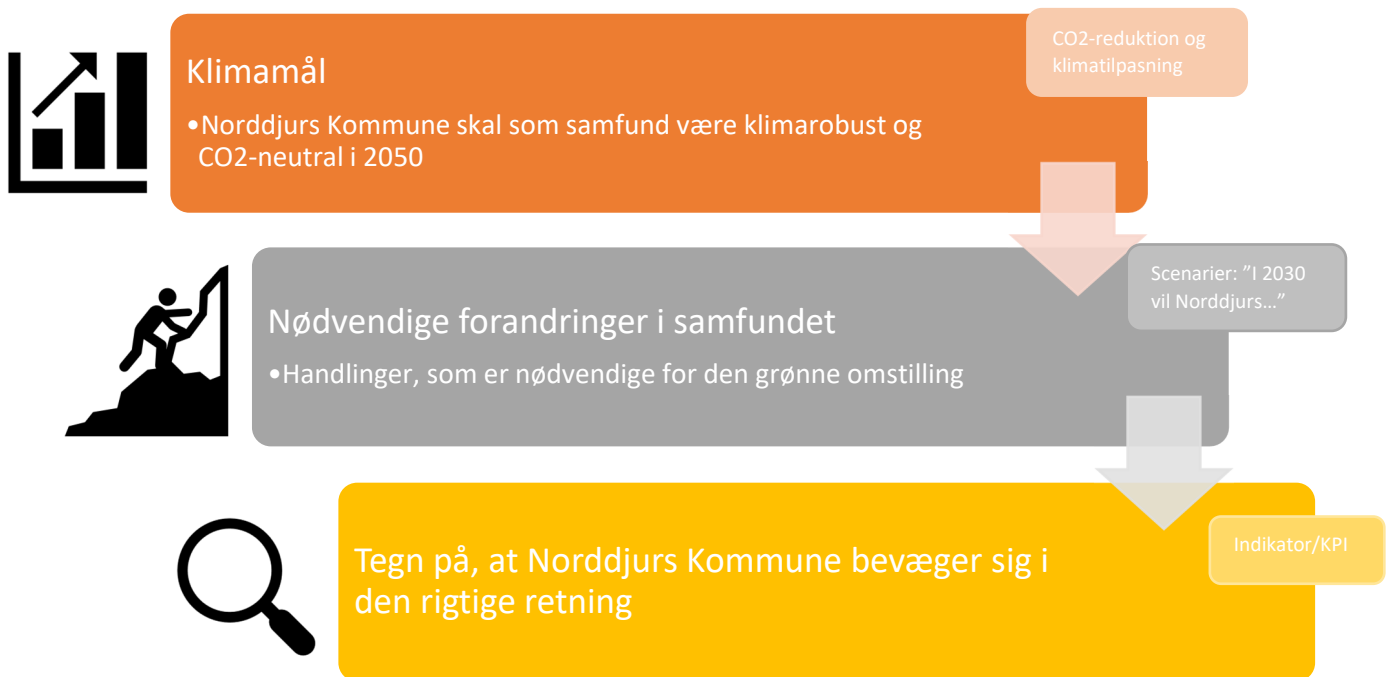 CO2-reduktion og
klimatilpasning
Klimamål
•Norddjurs Kommune skal som samfund være klimarobust og
CO2-neutral i 2050
Scenarier: ”I 2030
vil Norddjurs…”
Nødvendige forandringer i samfundet
•Handlinger, som er nødvendige for den grønne omstilling
Indikator/KPI
Tegn på, at Norddjurs Kommune bevæger sig i
den rigtige retning